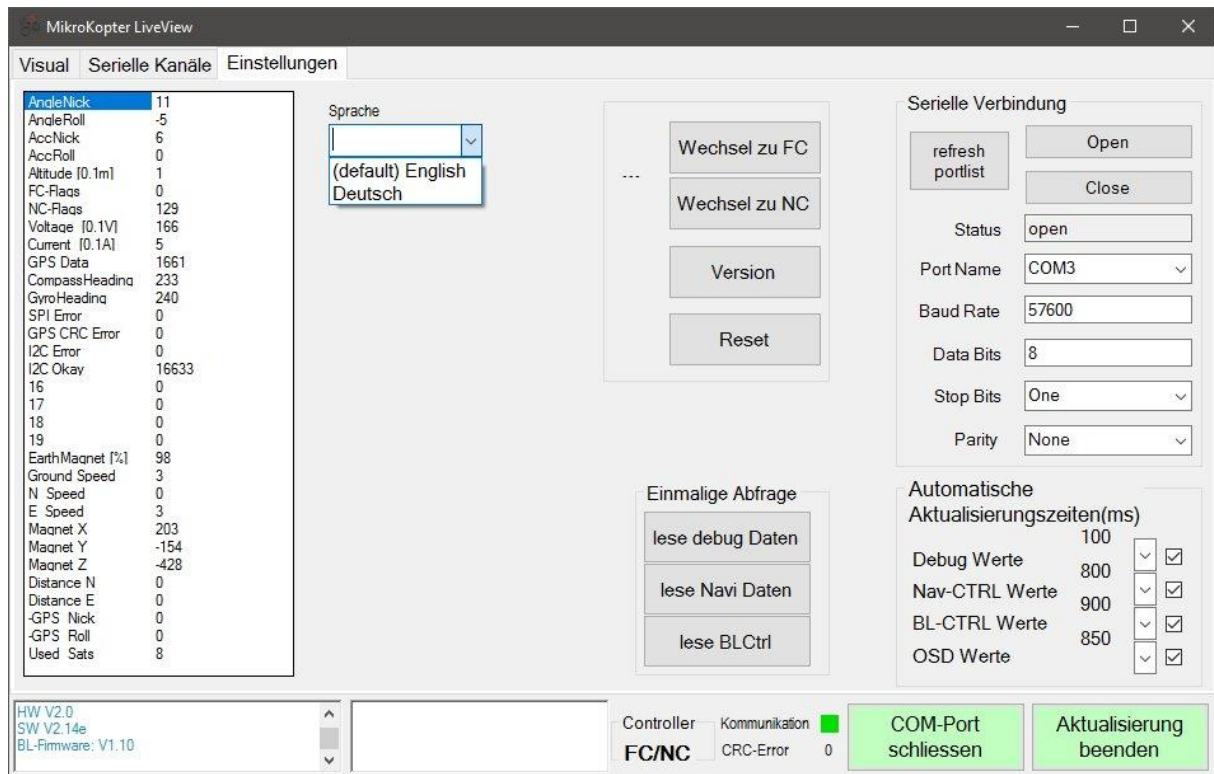 MikroKopter LiveView
Visual Serielle Kanäle Einstellungen
AngleNick 11
AngleRoll -5
AccNick 6
AccRoll 0
Altitude [0.1m] 1
FC-Flags 0
NC-Flags 129
Voltage [0.1V] 166
Current [0.1A] 5
GPS Data 1661
CompassHeading 233
GyroHeading 240
SPI Error 0
GPS CRC Error 0
I2C Error 0
I2C Okay 16633
16 0
17 0
18 0
19 0
EarthMagnet [%] 98
Ground Speed 3
N Speed 0
E Speed 3
Magnet X 203
Magnet Y -154
Magnet Z -428
Distance N 0
Distance E 0
-GPS Nick 0
-GPS Roll 0
Used Sats 8
Sprache
(default) English
Deutsch
---
Wechsel zu FC
Wechsel zu NC
Version
Reset
Einmalige Abfrage
lese debug Daten
lese Navi Daten
lese BLCtrl
Serielle Verbindung
refresh
portlist
Open
Close
Status open
Port Name COM3
Baud Rate 57600
Data Bits 8
Stop Bits One
Parity None
Automatische
Aktualisierungszeiten(ms)
Debug Werte 100
Nav-CTRL Werte 800
BL-CTRL Werte 900
OSD Werte 850
HW V2.0
SW V2.14e
BL-Firmware: V1.10
Controller
FC/NC
Kommunikation
CRC-Error 0
COM-Port
schliessen
Aktualisierung
beenden